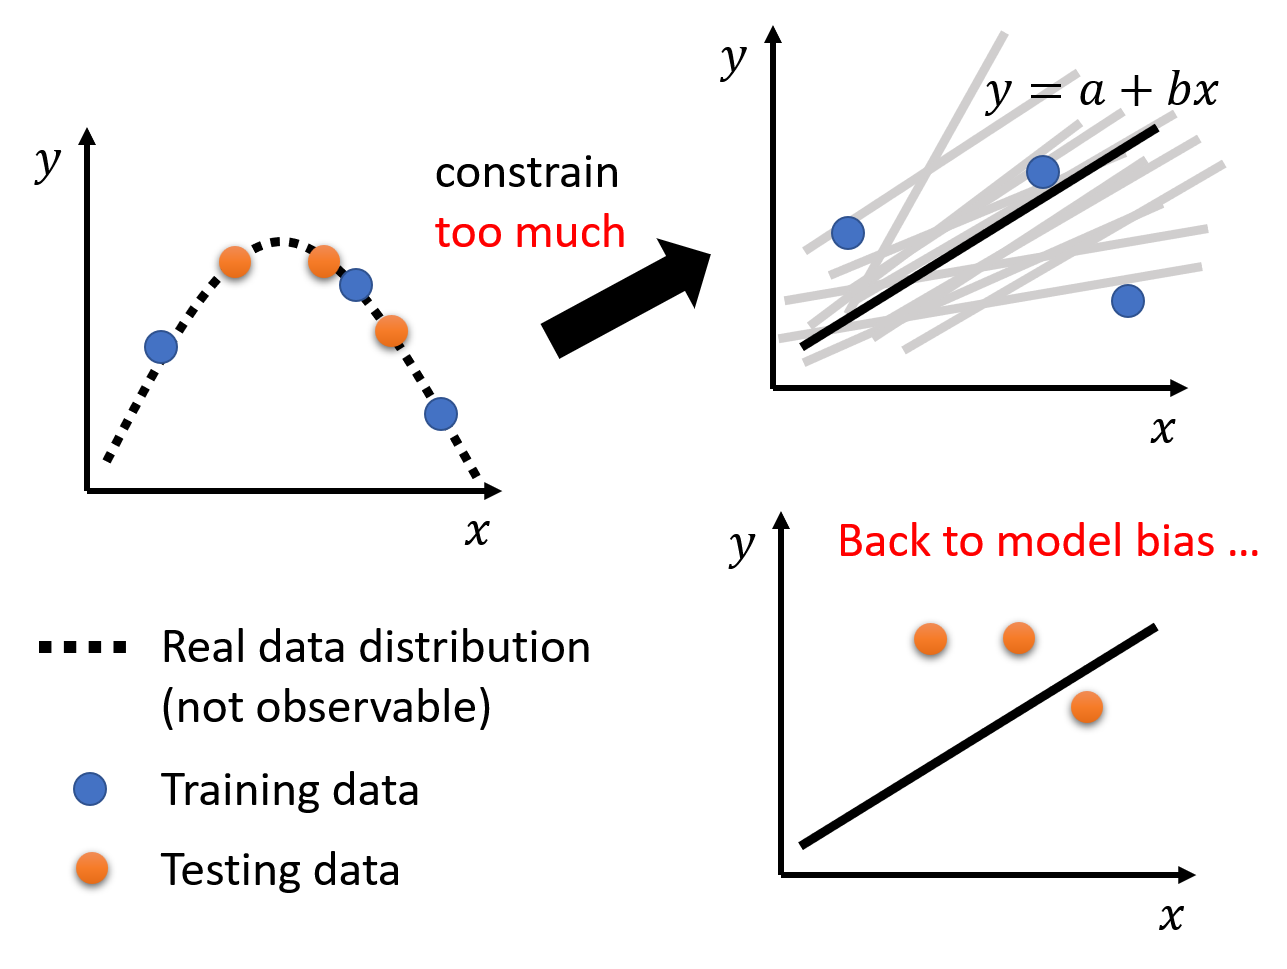 y
x
constrain
too much
y
y = a + bx
x
y
Back to model bias ...
x
Real data distribution
(not observable)
Training data
Testing data